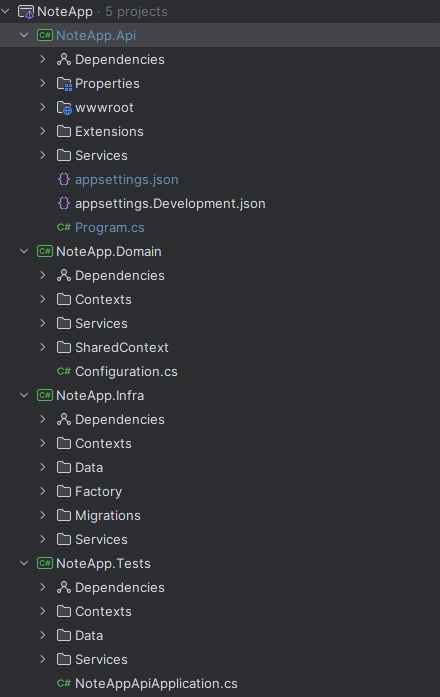 NoteApp · 5 projects
C# NoteApp.Api
Dependencies
Properties
wwwroot
Extensions
Services
{} appsettings.json
{} appsettings.Development.json
C# Program.cs
C# NoteApp.Domain
Dependencies
Contexts
Services
SharedContext
C# Configuration.cs
C# NoteApp.Infra
Dependencies
Contexts
Data
Factory
Migrations
Services
C# NoteApp.Tests
Dependencies
Contexts
Data
Services
C# NoteAppApiApplication.cs